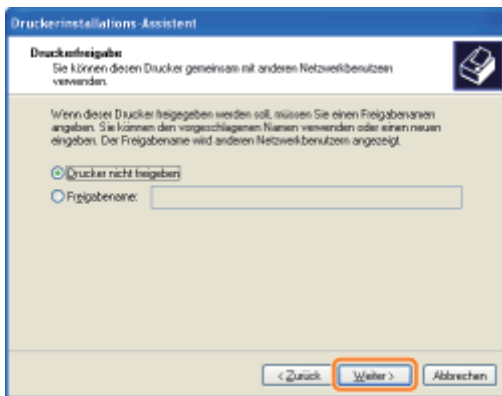 Druckerinstallations-Assistent
Druckerfreigabe
Sie können diesen Drucker gemeinsam mit anderen Netzwerkbenutzern
verwenden.
Wenn dieser Drucker freigegeben werden soll, müssen Sie einen Freigabenamen
angeben. Sie können den vorgeschlagenen Namen verwenden oder einen neuen
eingeben. Der Freigabename wird anderen Netzwerkbenutzern angezeigt.
Drucker nicht freigeben
Freigabename:
< Zurück Weiter > Abbrechen